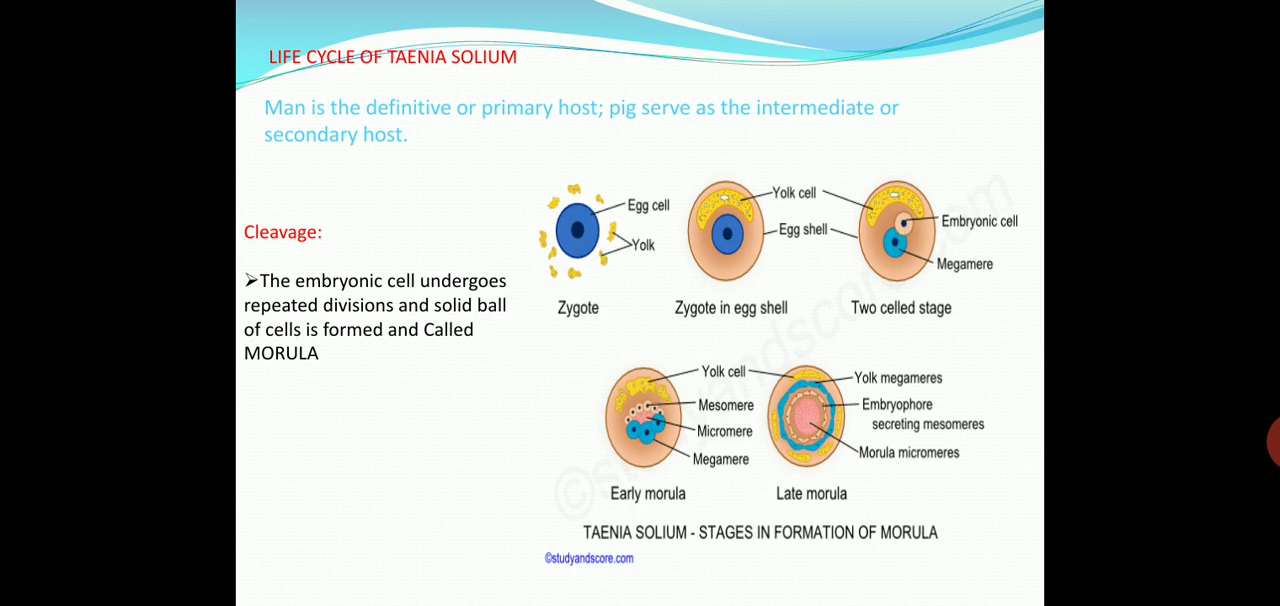 LIFE CYCLE OF TAENIA SOLIUM
Man is the definitive or primary host; pig serve as the intermediate or
secondary host.
Cleavage:
➢The embryonic cell undergoes
repeated divisions and solid ball
of cells is formed and Called
MORULA
Egg cell
Yolk
Zygote
Yolk cell
Egg shell
Zygote in egg shell
Embryonic cell
Megamere
Two celled stage
Yolk cell
Mesomere
Micromere
Megamere
Early morula
Yolk megameres
Embryophore
secreting mesomeres
Morula micromeres
Late morula
TAENIA SOLIUM - STAGES IN FORMATION OF MORULA
©studyandscore.com
©studyandscore.com